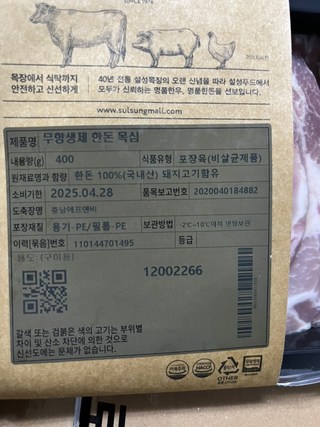 SINCE 1978
목장에서 식탁까지
안전하고 신선하게
40년 전통 설성목장의 오랜 신념을 따라 설성푸드에서
모두가 신뢰하는 명품한우, 명품한돈을 선보입니다.
www.sulsungmall.com
제품명 무항생제 한돈 목심
내용량(g) 400 식품유형 포장육(비살균제품)
원재료명과 함량 한돈 100%(국내산) 돼지고기함유
소비기한 2025.04.28 품목보고번호 2020040184882
도축장명 충남에프앤비
포장재질 용기·PE/필름·PE 보관방법 -2℃~10℃까지 냉장보관
이력(묶음)번호 110144701495 등급
용도: (구이용)
12002266
갈색 또는 검붉은 색의 고기는 부위별
차이 및 산소 차단에 의한 것으로
신선도에는 문제가 없습니다.
HACCP
OTHER